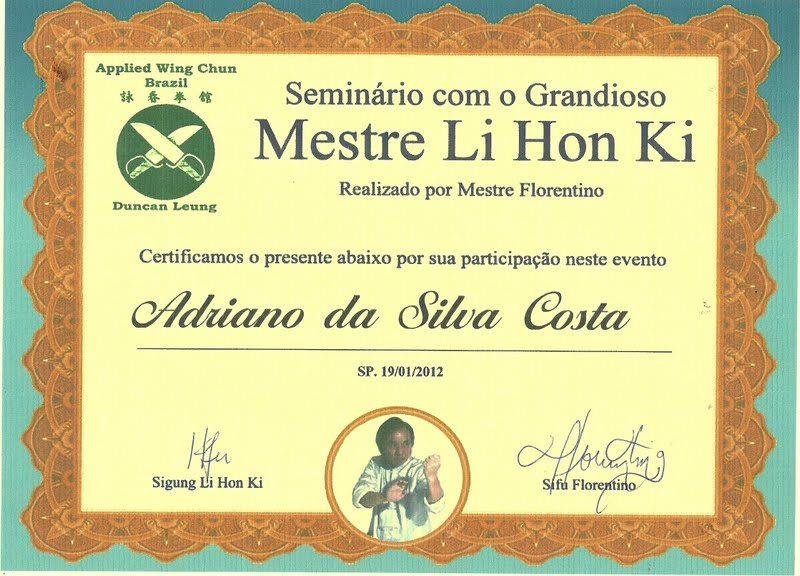 Applied Wing Chun
Brazil
詠春拳館
Duncan Leung
Seminário com o Grandioso
Mestre Li Hon Ki
Realizado por Mestre Florentino
Certificamos o presente abaixo por sua participação neste evento
Adriano da Silva Costa
SP. 19/01/2012
Sigung Li Hon Ki
Sifu Florentino